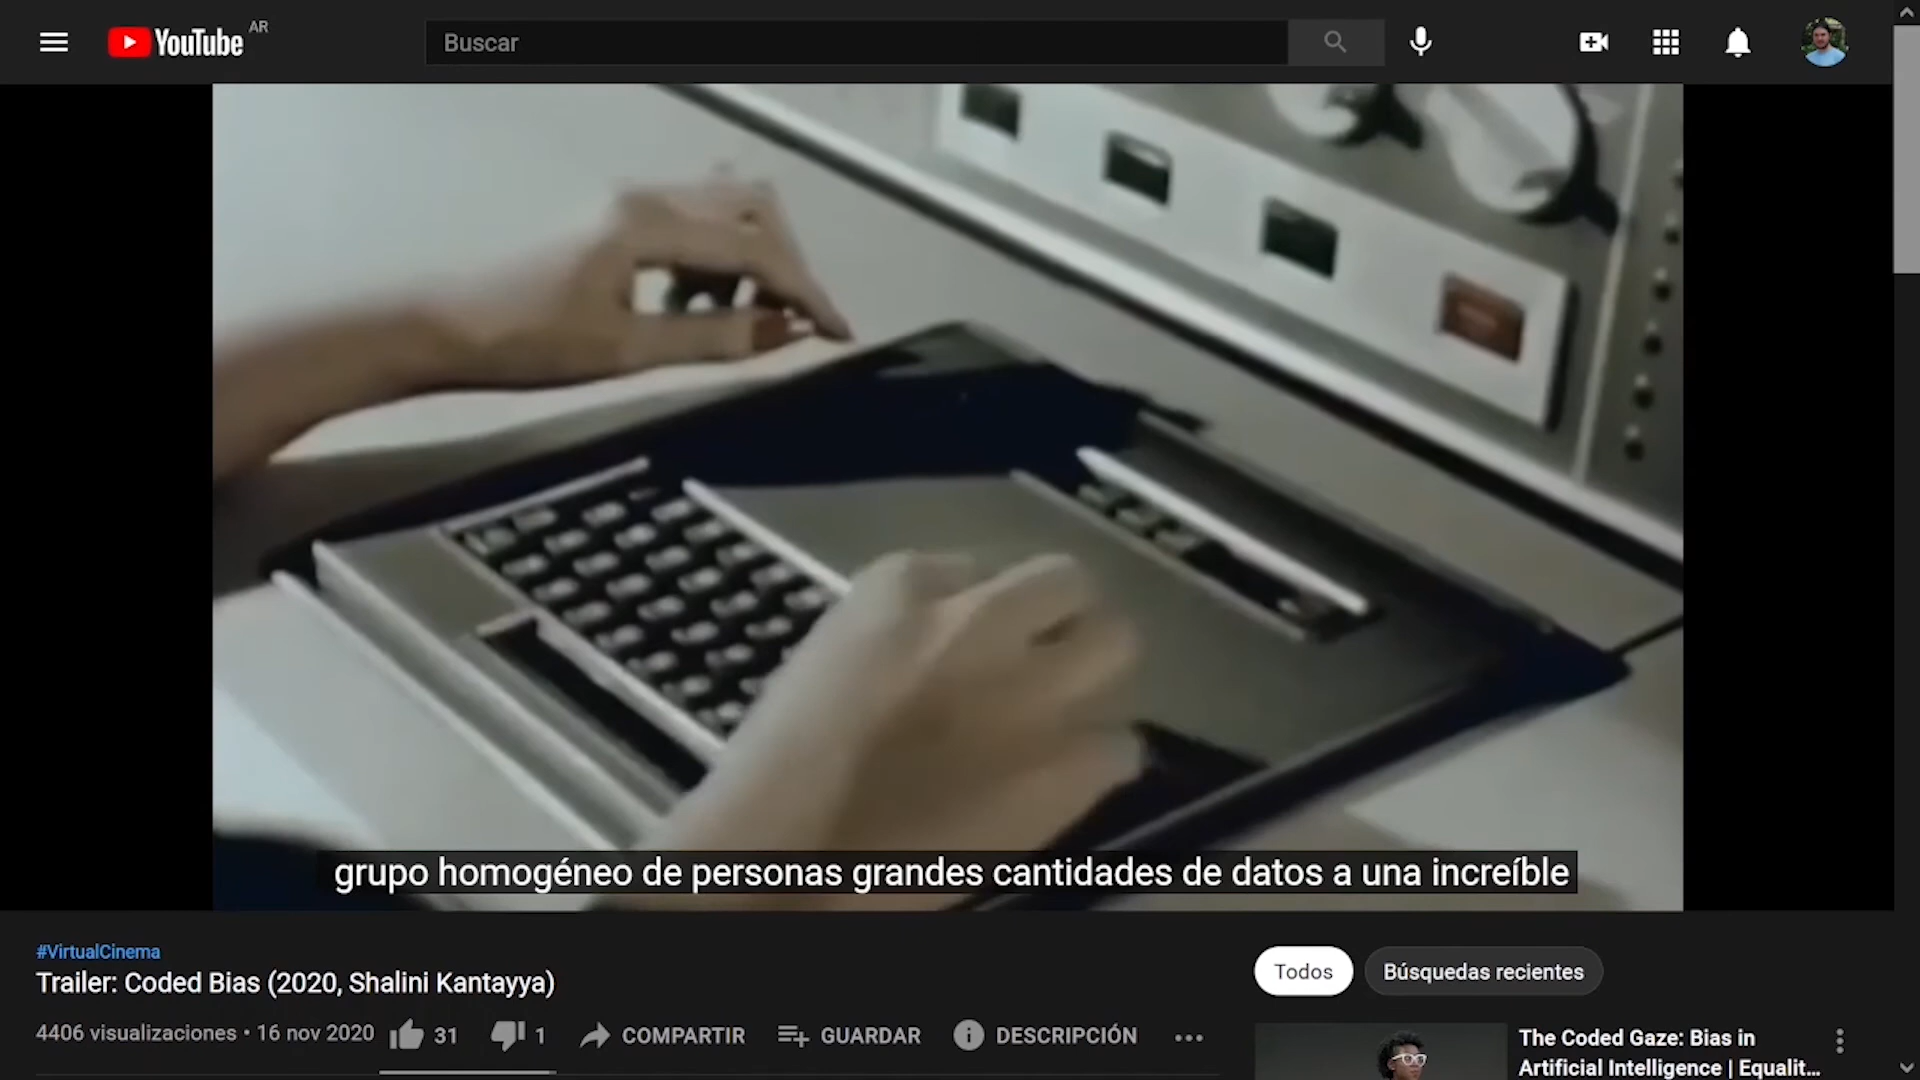 YouTube AR
Buscar
grupo homogéneo de personas grandes cantidades de datos a una increíble
#VirtualCinema
Trailer: Coded Bias (2020, Shalini Kantayya)
4406 visualizaciones • 16 nov 2020 31 1 COMPARTIR GUARDAR DESCRIPCIÓN
Todos Búsquedas recientes
The Coded Gaze: Bias in
Artificial Intelligence | Equalit...